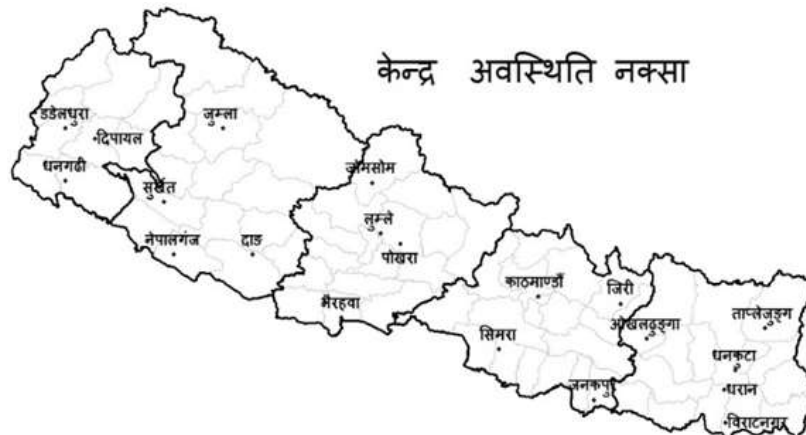 केन्द्र अवस्थिति नक्सा
डडेलधुरा
जुम्ला
दिपायल
धनगढी
जोमसोम
सुर्खेत
लुम्ले
नेपालगंज
दाङ
पोखरा
काठमाण्डौं
जिरी
भैरहवा
ताप्लेजुङ्ग
ओखलढुङ्गा
सिमरा
धनकुटा
जनकपुर
धरान
विराटनगर